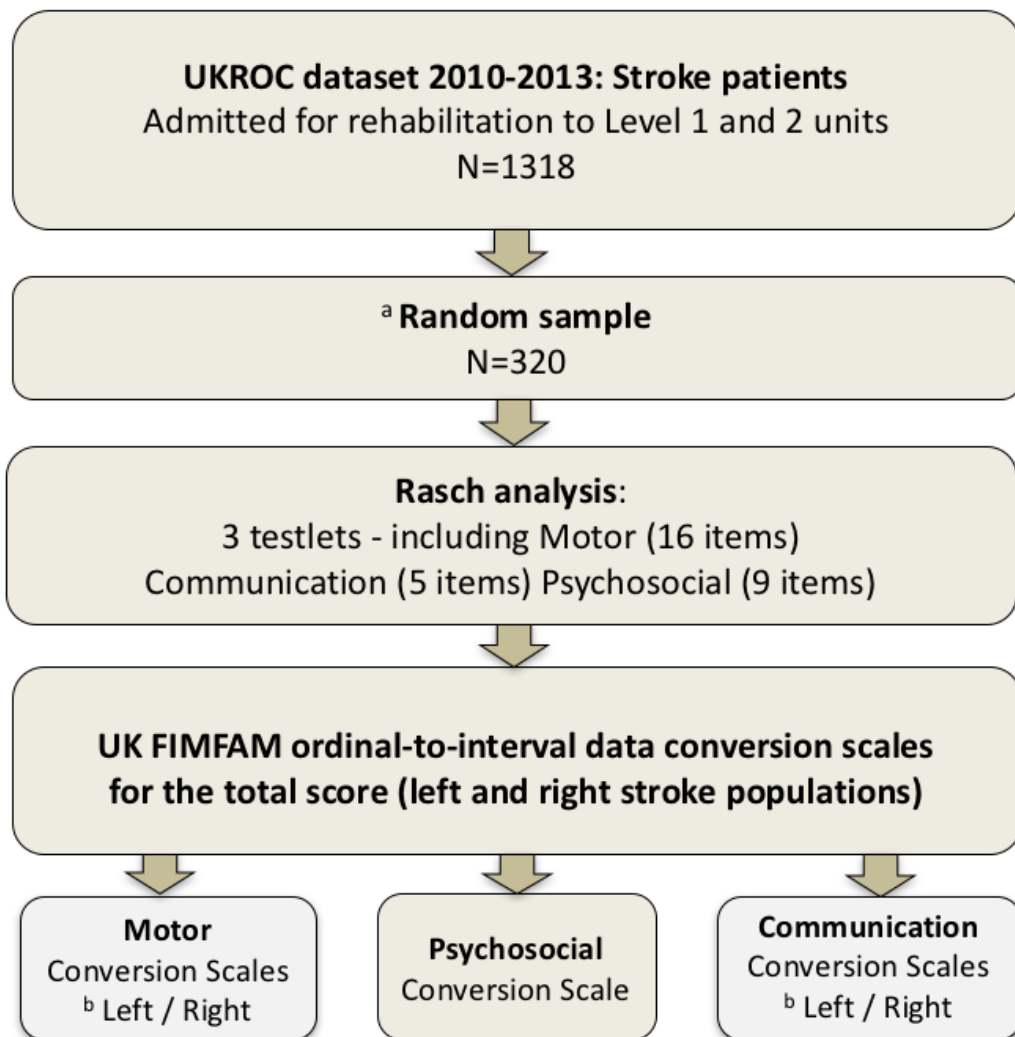 UKROC dataset 2010-2013: Stroke patients
Admitted for rehabilitation to Level 1 and 2 units
N=1318
a Random sample
N=320
Rasch analysis:
3 testlets - including Motor (16 items)
Communication (5 items) Psychosocial (9 items)
UK FIMFAM ordinal-to-interval data conversion scales
for the total score (left and right stroke populations)
Motor
Conversion Scales
b Left / Right
Psychosocial
Conversion Scale
Communication
Conversion Scales
b Left / Right